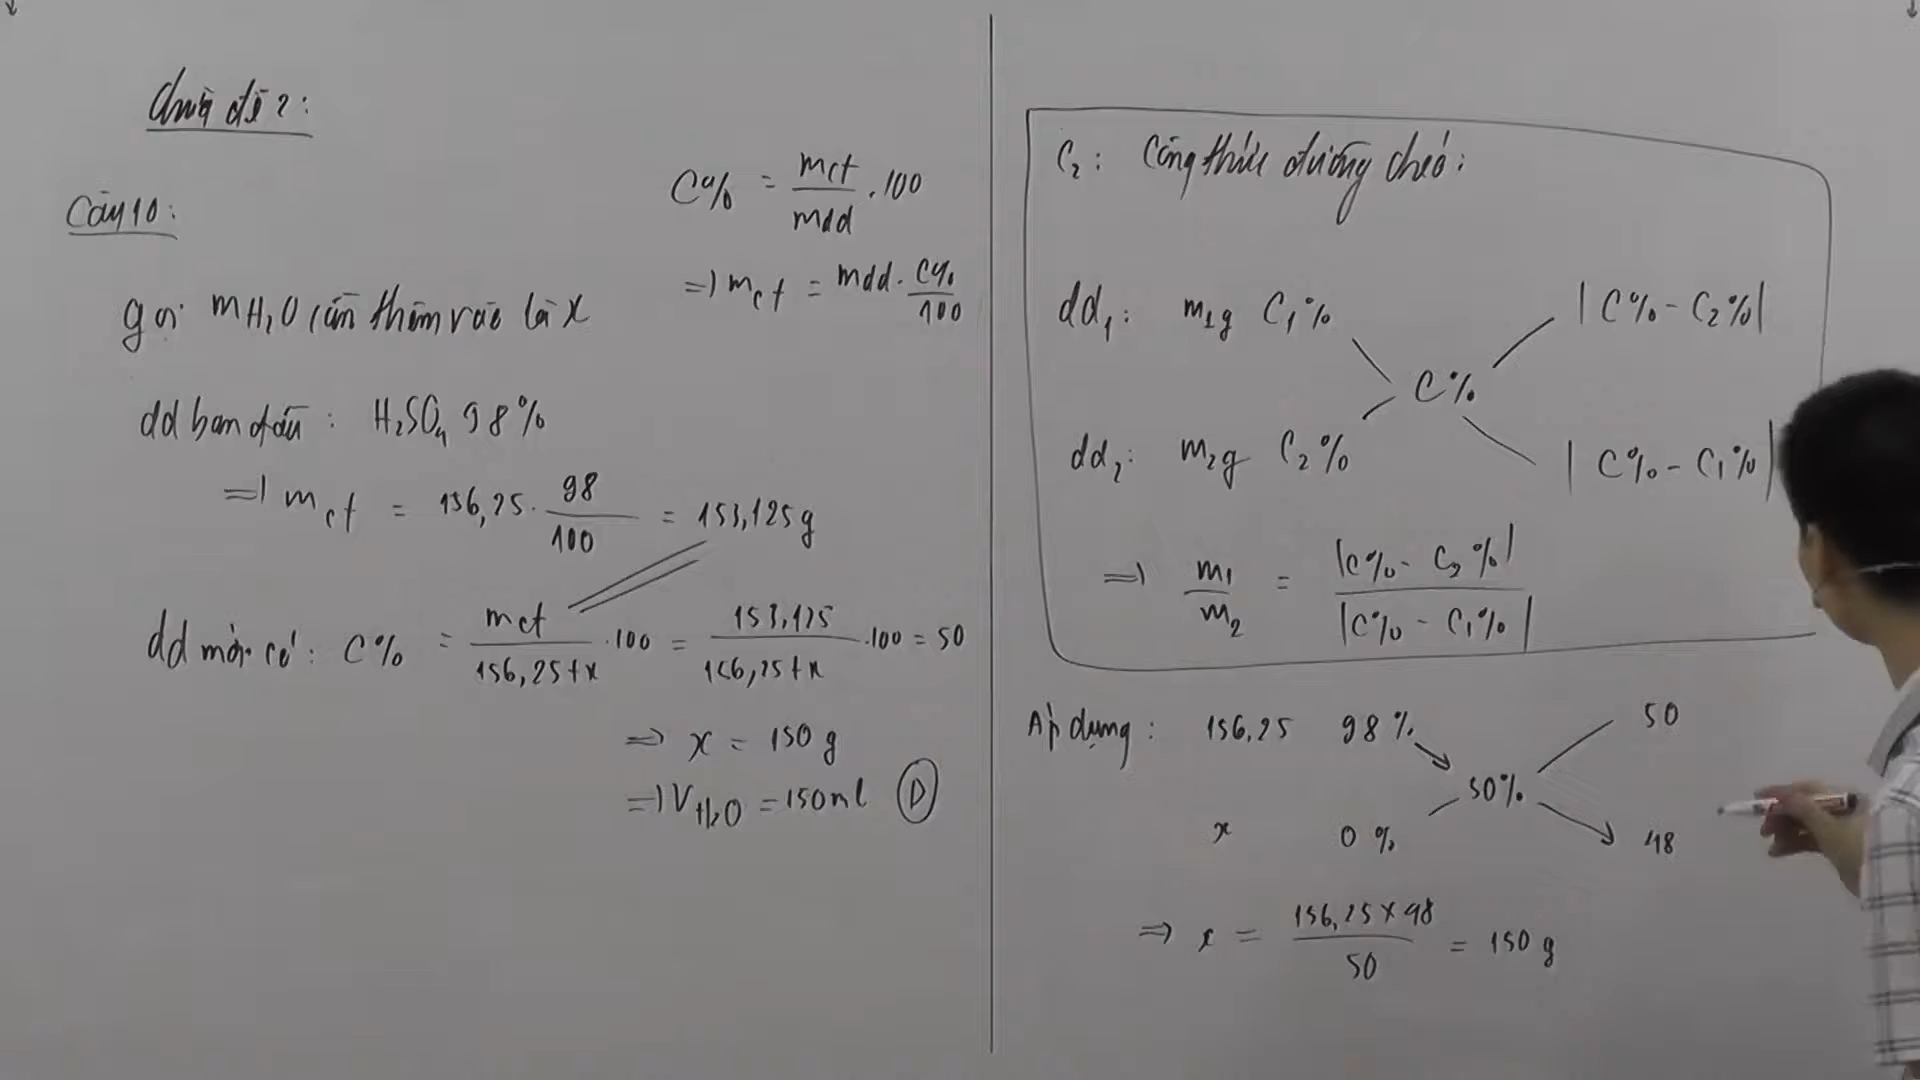 Chữa đề 2:
Câu 10:
C% = mct/mdd . 100
=> mct = mdd . C%/100
gọi mH₂O cần thêm vào là x
dd ban đầu : H₂SO₄ 98%
=> mct = 156,25 . 98/100 = 153,125g
dd mới có : C% = mct/(156,25+x) . 100 = 153,125/(156,25+x) . 100 = 50
=> x = 150 g
=> VH₂O = 150ml (D)
C₂ : Công thức đường chéo :
dd₁ : m₁g C₁% |C% - C₂%|
C%
dd₂ : m₂g C₂% |C% - C₁%|
=> m₁/m₂ = |C% - C₂%|/|C% - C₁%|
Áp dụng : 156,25 98% 50
50%
x 0% 48
=> x = 156,25 x 48/50 = 150 g